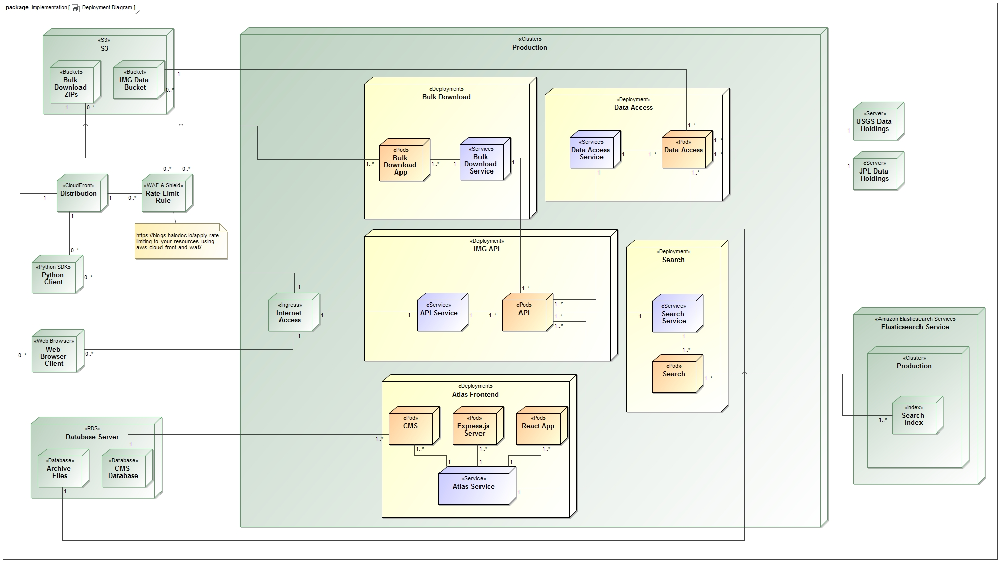 package Implementation [ Deployment Diagram ]
«S3»
S3
«Bucket»
Bulk
Download
ZIPs
«Bucket»
IMG Data
Bucket
1
0..*
1
0..*
«Cluster»
Production
«Deployment»
Bulk Download
«Pod»
Bulk
Download
App
1..*
1..*
«Service»
Bulk
Download
Service
1
1
«Deployment»
Data Access
«Service»
Data Access
Service
1
1
«Pod»
Data Access
1..*
1..*
1..*
1..*
1..*
«Server»
USGS Data
Holdings
1
«Server»
JPL Data
Holdings
1
0..*
0..*
«CloudFront»
Distribution
1
1
1
«WAF & Shield»
Rate Limit
Rule
0..*
https://blogs.halodoc.io/apply-rate-
limiting-to-your-resources-using-
aws-cloud-front-and-waf/
0..*
«Python SDK»
Python
Client
0..*
«Web Browser»
Web
Browser
Client
0..*
0..*
1
«Ingress»
Internet
Access
1
1
«Deployment»
IMG API
«Service»
API Service
1
1
1..*
«Pod»
API
1..*
1..*
1..*
1..*
«Deployment»
Search
«Service»
Search
Service
1
1
1..*
«Pod»
Search
1..*
«Amazon Elasticsearch Service»
Elasticsearch Service
«Cluster»
Production
«Index»
Search
Index
1..*
«Deployment»
Atlas Frontend
«Pod»
CMS
«Pod»
Express.js
Server
«Pod»
React App
1..*
1..*
1..*
1..*
1
1
1
«Service»
Atlas Service
1
«RDS»
Database Server
1
«Database»
Archive
Files
«Database»
CMS
Database
1